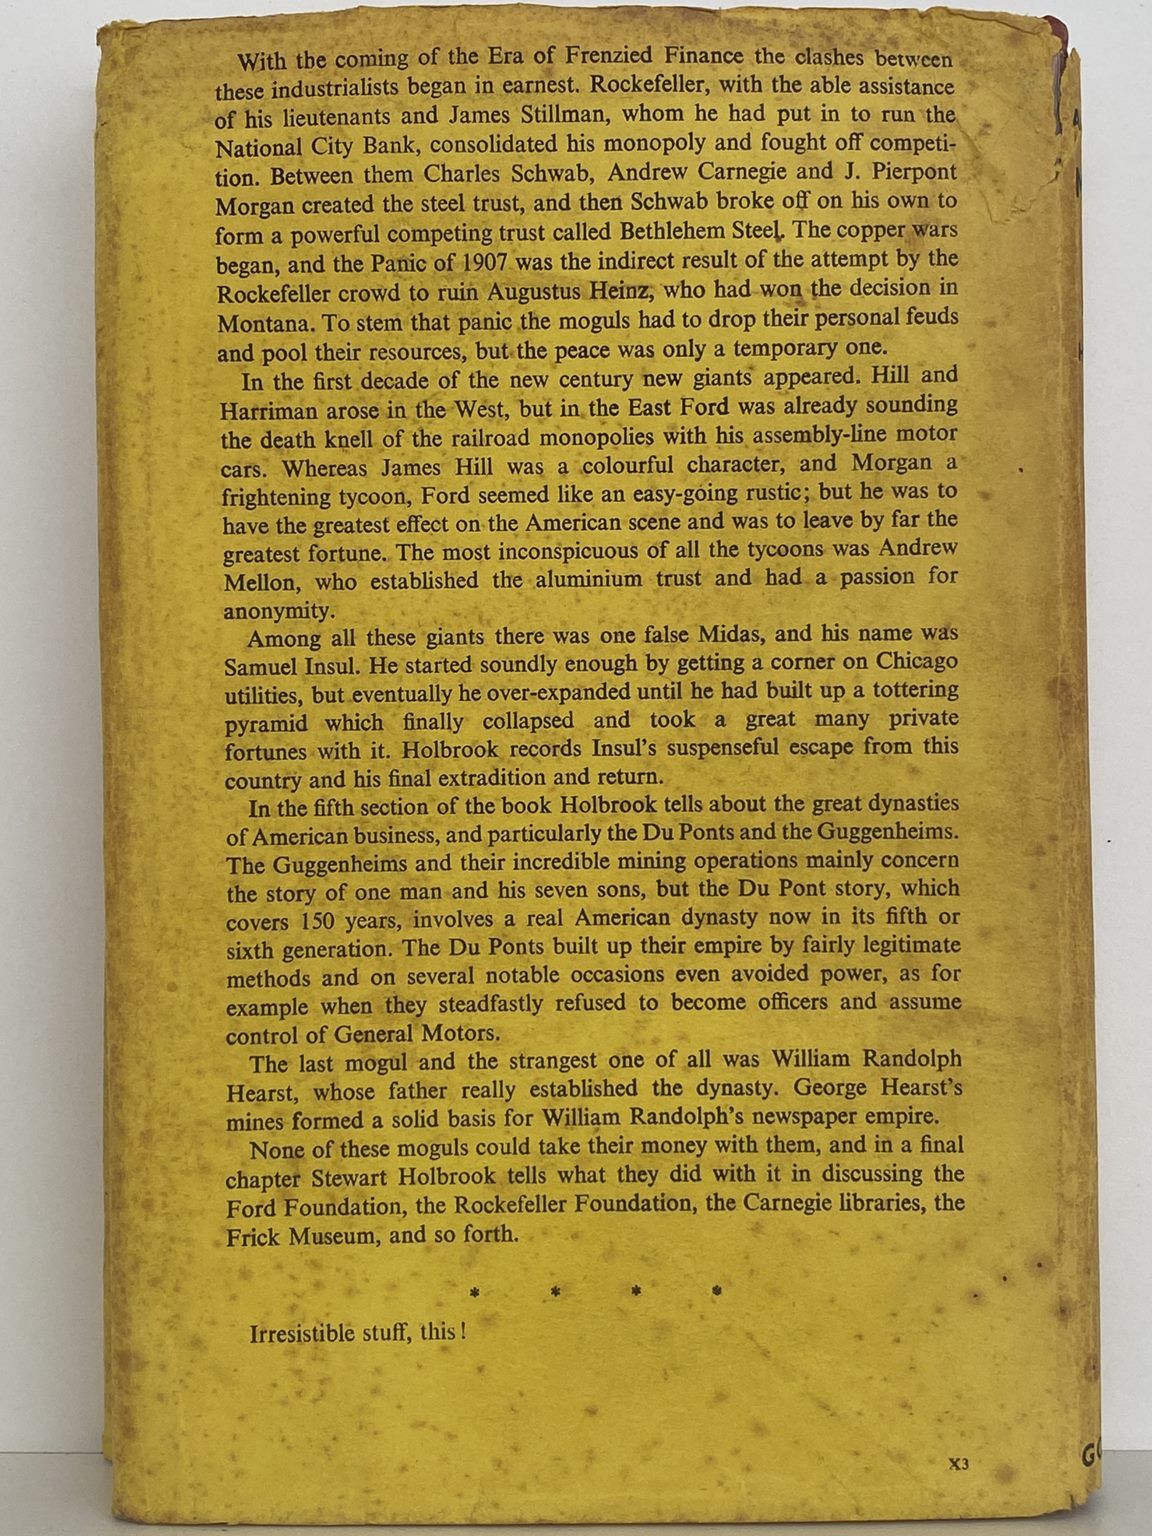 With the coming of the Era of Frenzied Finance the clashes between
these industrialists began in earnest. Rockefeller, with the able assistance
of his lieutenants and James Stillman, whom he had put in to run the
National City Bank, consolidated his monopoly and fought off competi-
tion. Between them Charles Schwab, Andrew Carnegie and J. Pierpont
Morgan created the steel trust, and then Schwab broke off on his own to
form a powerful competing trust called Bethlehem Steel. The copper wars
began, and the Panic of 1907 was the indirect result of the attempt by the
Rockefeller crowd to ruin Augustus Heinz, who had won the decision in
Montana. To stem that panic the moguls had to drop their personal feuds
and pool their resources, but the peace was only a temporary one.
In the first decade of the new century new giants appeared. Hill and
Harriman arose in the West, but in the East Ford was already sounding
the death knell of the railroad monopolies with his assembly-line motor
cars. Whereas James Hill was a colourful character, and Morgan a
frightening tycoon, Ford seemed like an easy-going rustic; but he was to
have the greatest effect on the American scene and was to leave by far the
greatest fortune. The most inconspicuous of all the tycoons was Andrew
Mellon, who established the aluminium trust and had a passion for
anonymity.
Among all these giants there was one false Midas, and his name was
Samuel Insul. He started soundly enough by getting a corner on Chicago
utilities, but eventually he over-expanded until he had built up a tottering
pyramid which finally collapsed and took a great many private
fortunes with it. Holbrook records Insul's suspenseful escape from this
country and his final extradition and return.
In the fifth section of the book Holbrook tells about the great dynasties
of American business, and particularly the Du Ponts and the Guggenheims.
The Guggenheims and their incredible mining operations mainly concern
the story of one man and his seven sons, but the Du Pont story, which
covers 150 years, involves a real American dynasty now in its fifth or
sixth generation. The Du Ponts built up their empire by fairly legitimate
methods and on several notable occasions even avoided power, as for
example when they steadfastly refused to become officers and assume
control of General Motors.
The last mogul and the strangest one of all was William Randolph
Hearst, whose father really established the dynasty. George Hearst's
mines formed a solid basis for William Randolph's newspaper empire.
None of these moguls could take their money with them, and in a final
chapter Stewart Holbrook tells what they did with it in discussing the
Ford Foundation, the Rockefeller Foundation, the Carnegie libraries, the
Frick Museum, and so forth.
* * * *
Irresistible stuff, this!
X3